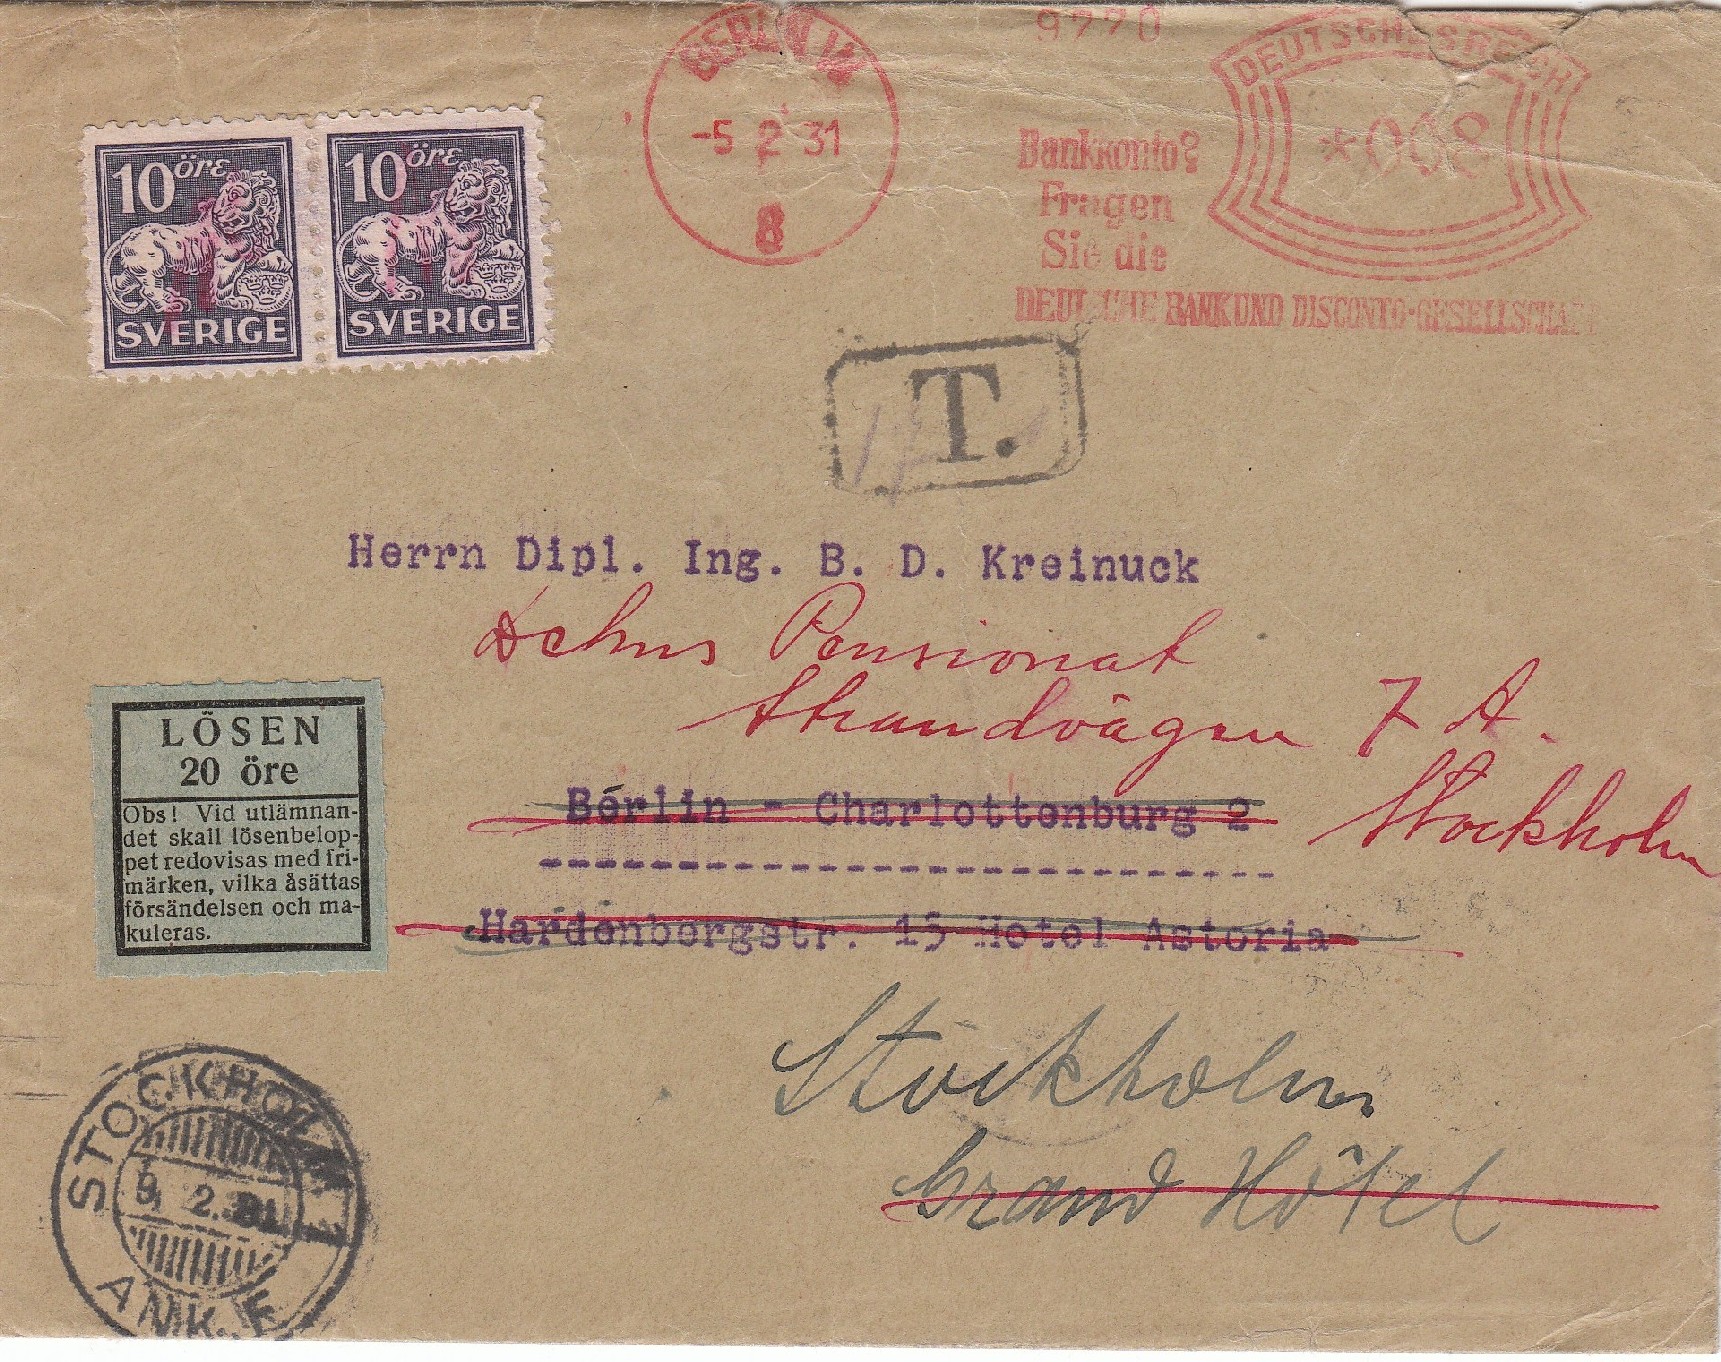 BERLIN W
-5 2 31
8
9770
DEUTSCHES REICH
*008
Bankkonto?
Fragen
Sie die
DEUTSCHE BANK UND DISCONTO-GESELLSCHAFT
10 öre
SVERIGE
10 öre
SVERIGE
T.
Herrn Dipl. Ing. B. D. Kreinuck
Pensionat
Strandvägen 7 A.
Stockholm
Berlin - Charlottenburg 2
Hardenbergstr. 15 Hotel Astoria
Stockholm
Grand Hôtel
LÖSEN
20 öre
Obs! Vid utlämnan-
det skall lösenbelop-
pet redovisas med fri-
märken, vilka åsättas
försändelsen och ma-
kuleras.
STOCKHOLM 1
9. 2. 31
ANK.